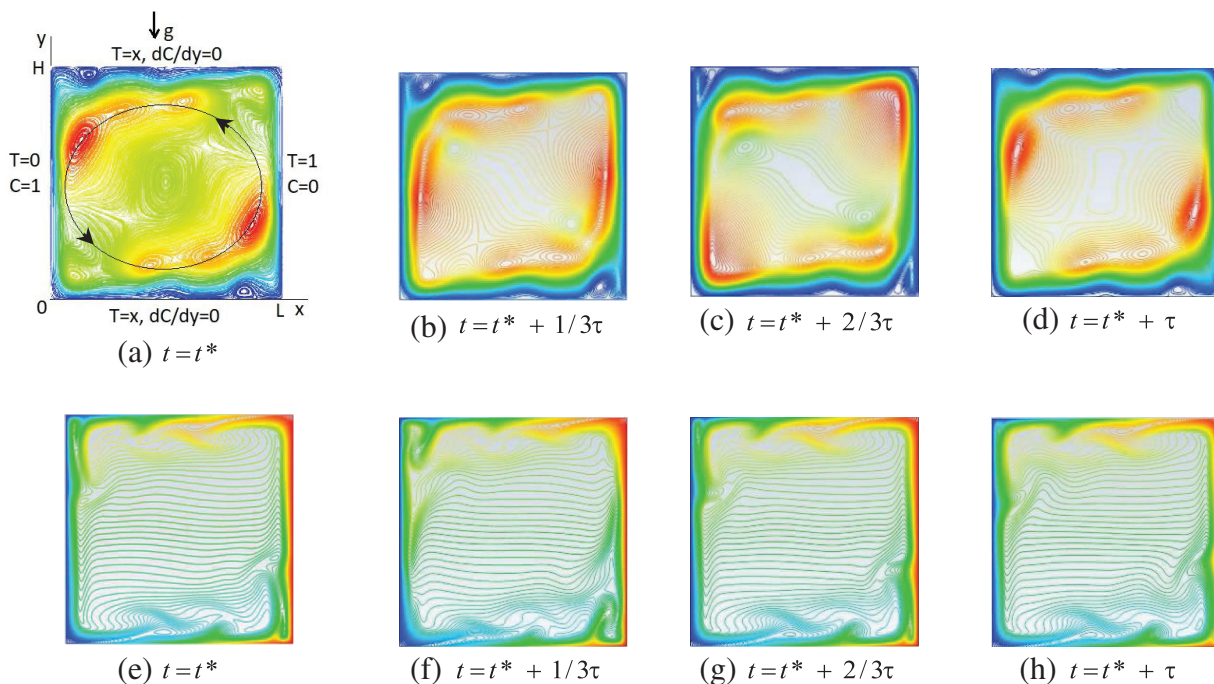 y
g
T=x, dC/dy=0
H
T=0
C=1
T=1
C=0
0
T=x, dC/dy=0
L x
(a) t=t*
(b) t=t* + 1/3τ
(c) t=t* + 2/3τ
(d) t=t* + τ
(e) t=t*
(f) t=t* + 1/3τ
(g) t=t* + 2/3τ
(h) t=t* + τ